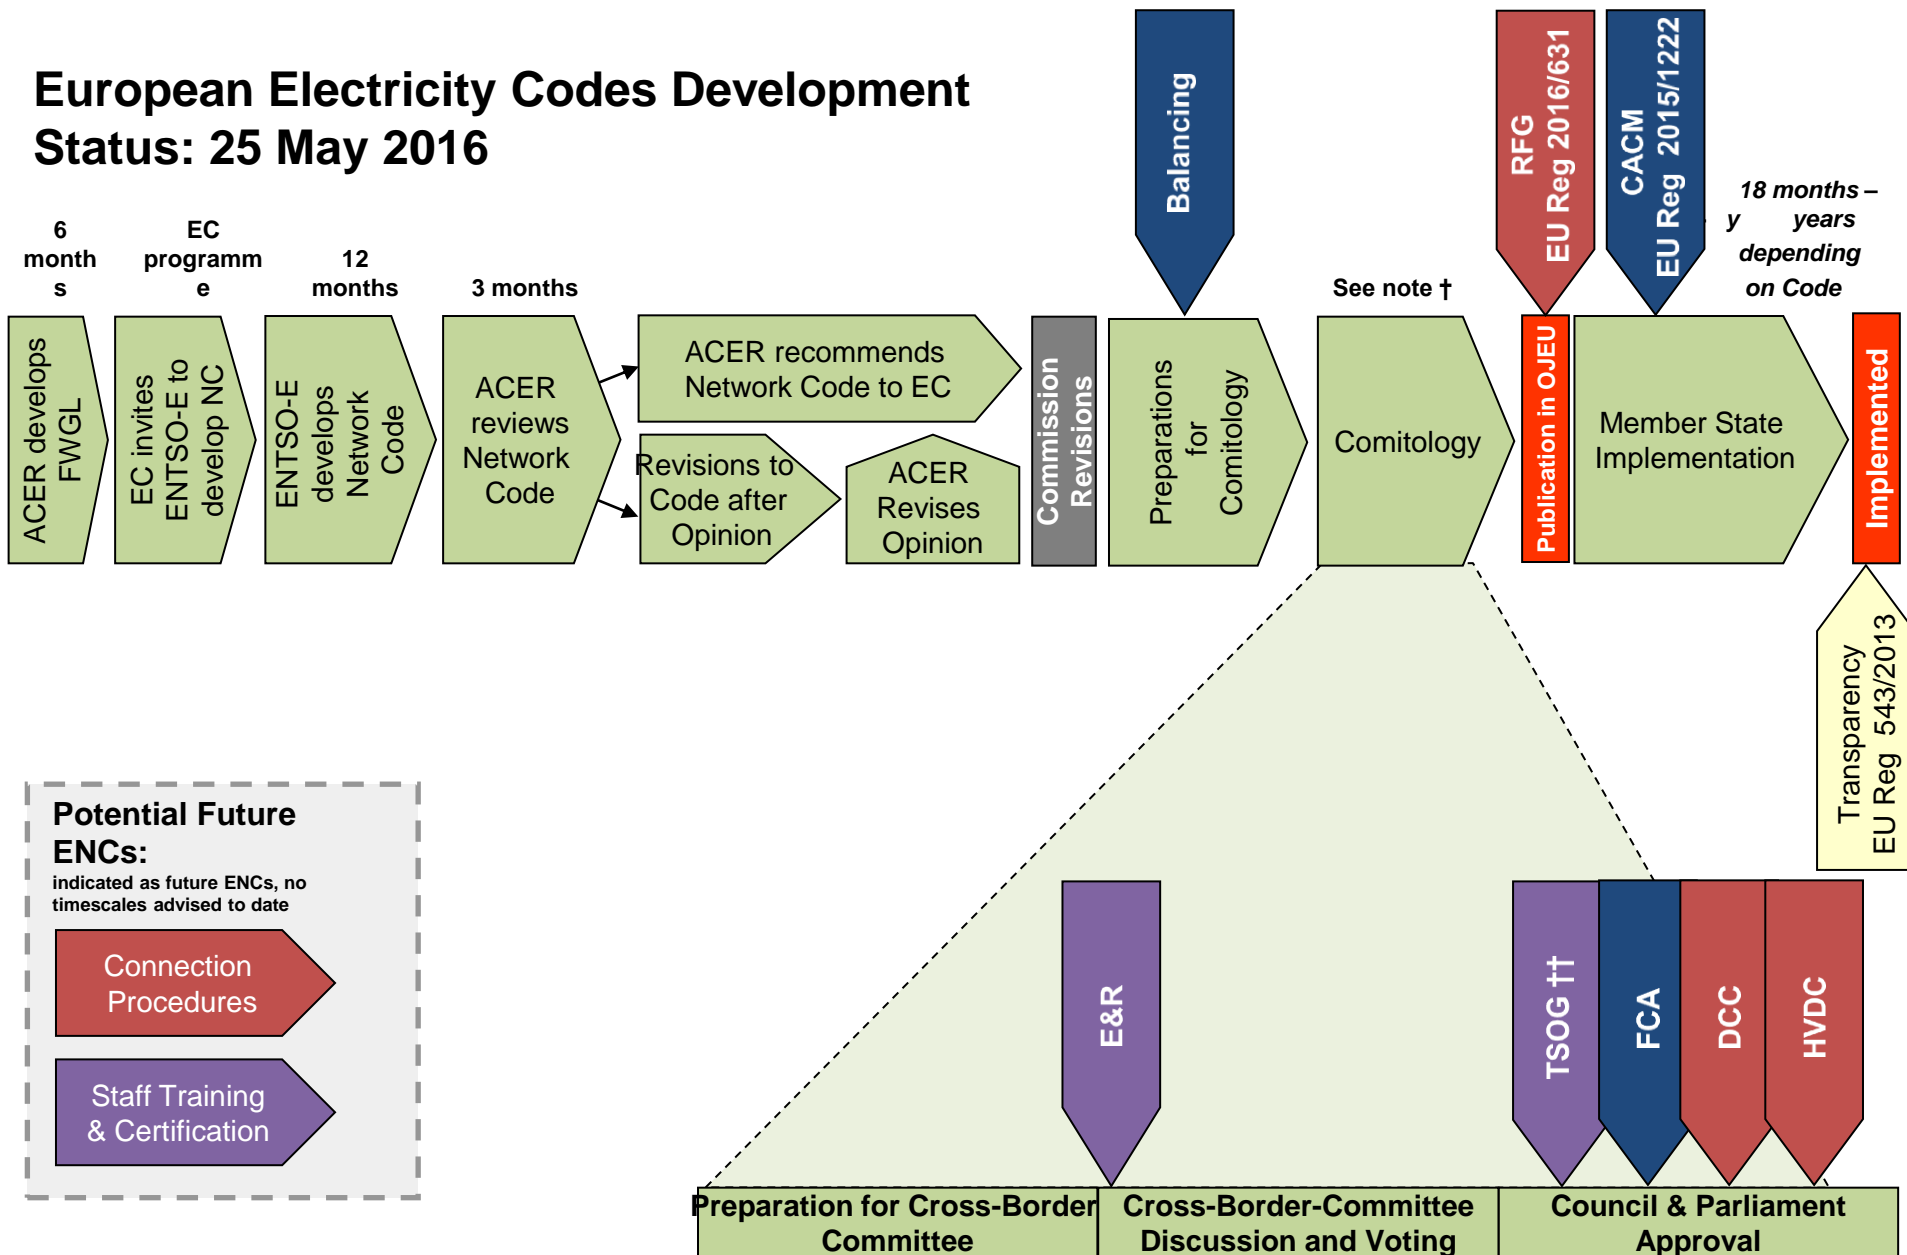 European Electricity Codes Development
Status: 25 May 2016
Balancing
RFG
EU Reg 2016/631
CACM
EU Reg 2015/1222
6
month
s
EC
programm
e
12
months
3 months
See note †
18 months –
y years
depending
on Code
ACER develops
FWGL
EC invites
ENTSO-E to
develop NC
ENTSO-E
develops
Network
Code
ACER
reviews
Network
Code
ACER recommends
Network Code to EC
Revisions to
Code after
Opinion
ACER
Revises
Opinion
Commission
Revisions
Preparations
for
Comitology
Comitology
Publication in OJEU
Member State
Implementation
Implemented
Transparency
EU Reg 543/2013
Potential Future
ENCs:
indicated as future ENCs, no
timescales advised to date
Connection
Procedures
Staff Training
& Certification
E&R
TSOG ††
FCA
DCC
HVDC
Preparation for Cross-Border
Committee
Cross-Border-Committee
Discussion and Voting
Council & Parliament
Approval